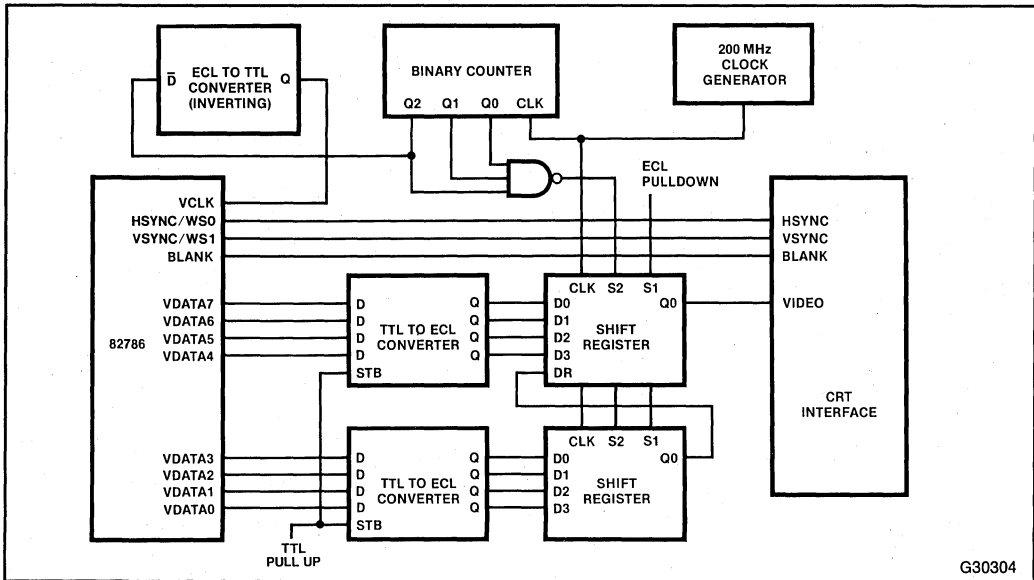 200 MHz
CLOCK
GENERATOR
D ECL TO TTL Q
CONVERTER
(INVERTING)
BINARY COUNTER
Q2 Q1 Q0 CLK
ECL
PULLDOWN
VCLK
HSYNC/WS0
VSYNC/WS1
BLANK
HSYNC
VSYNC
BLANK
VIDEO
82786
VDATA7
VDATA6
VDATA5
VDATA4
D Q
D Q
D Q
D Q
TTL TO ECL
CONVERTER
STB
CLK S2 S1
D0 Q0
D1
D2
D3
DR
SHIFT
REGISTER
CRT
INTERFACE
VDATA3
VDATA2
VDATA1
VDATA0
D Q
D Q
D Q
D Q
TTL TO ECL
CONVERTER
STB
CLK S2 S1
D0 Q0
D1
D2
D3
SHIFT
REGISTER
TTL
PULL UP
G30304